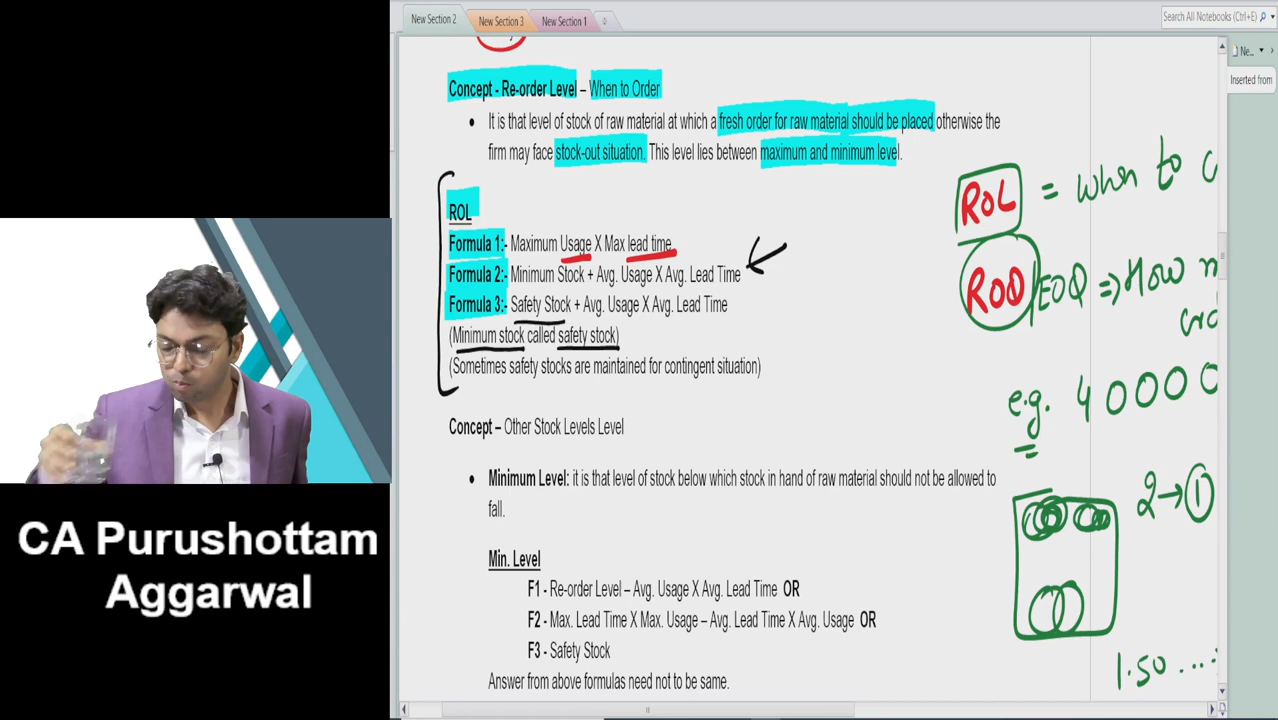 New Section 2
New Section 3
New Section 1
Search All Notebooks (Ctrl+E)
Ne...
Inserted from
Concept - Re-order Level – When to Order
• It is that level of stock of raw material at which a fresh order for raw material should be placed otherwise the
firm may face stock-out situation. This level lies between maximum and minimum level.
ROL
Formula 1:- Maximum Usage X Max lead time
Formula 2:- Minimum Stock + Avg. Usage X Avg. Lead Time
Formula 3:- Safety Stock + Avg. Usage X Avg. Lead Time
(Minimum stock called safety stock)
(Sometimes safety stocks are maintained for contingent situation)
Concept – Other Stock Levels Level
• Minimum Level: it is that level of stock below which stock in hand of raw material should not be allowed to
fall.
Min. Level
F1 - Re-order Level – Avg. Usage X Avg. Lead Time OR
F2 - Max. Lead Time X Max. Usage – Avg. Lead Time X Avg. Usage OR
F3 - Safety Stock
Answer from above formulas need not to be same.
ROL = when to
ROQ/EOQ => How
e.g. 40000
2→1
1.50 ....
CA Purushottam
Aggarwal